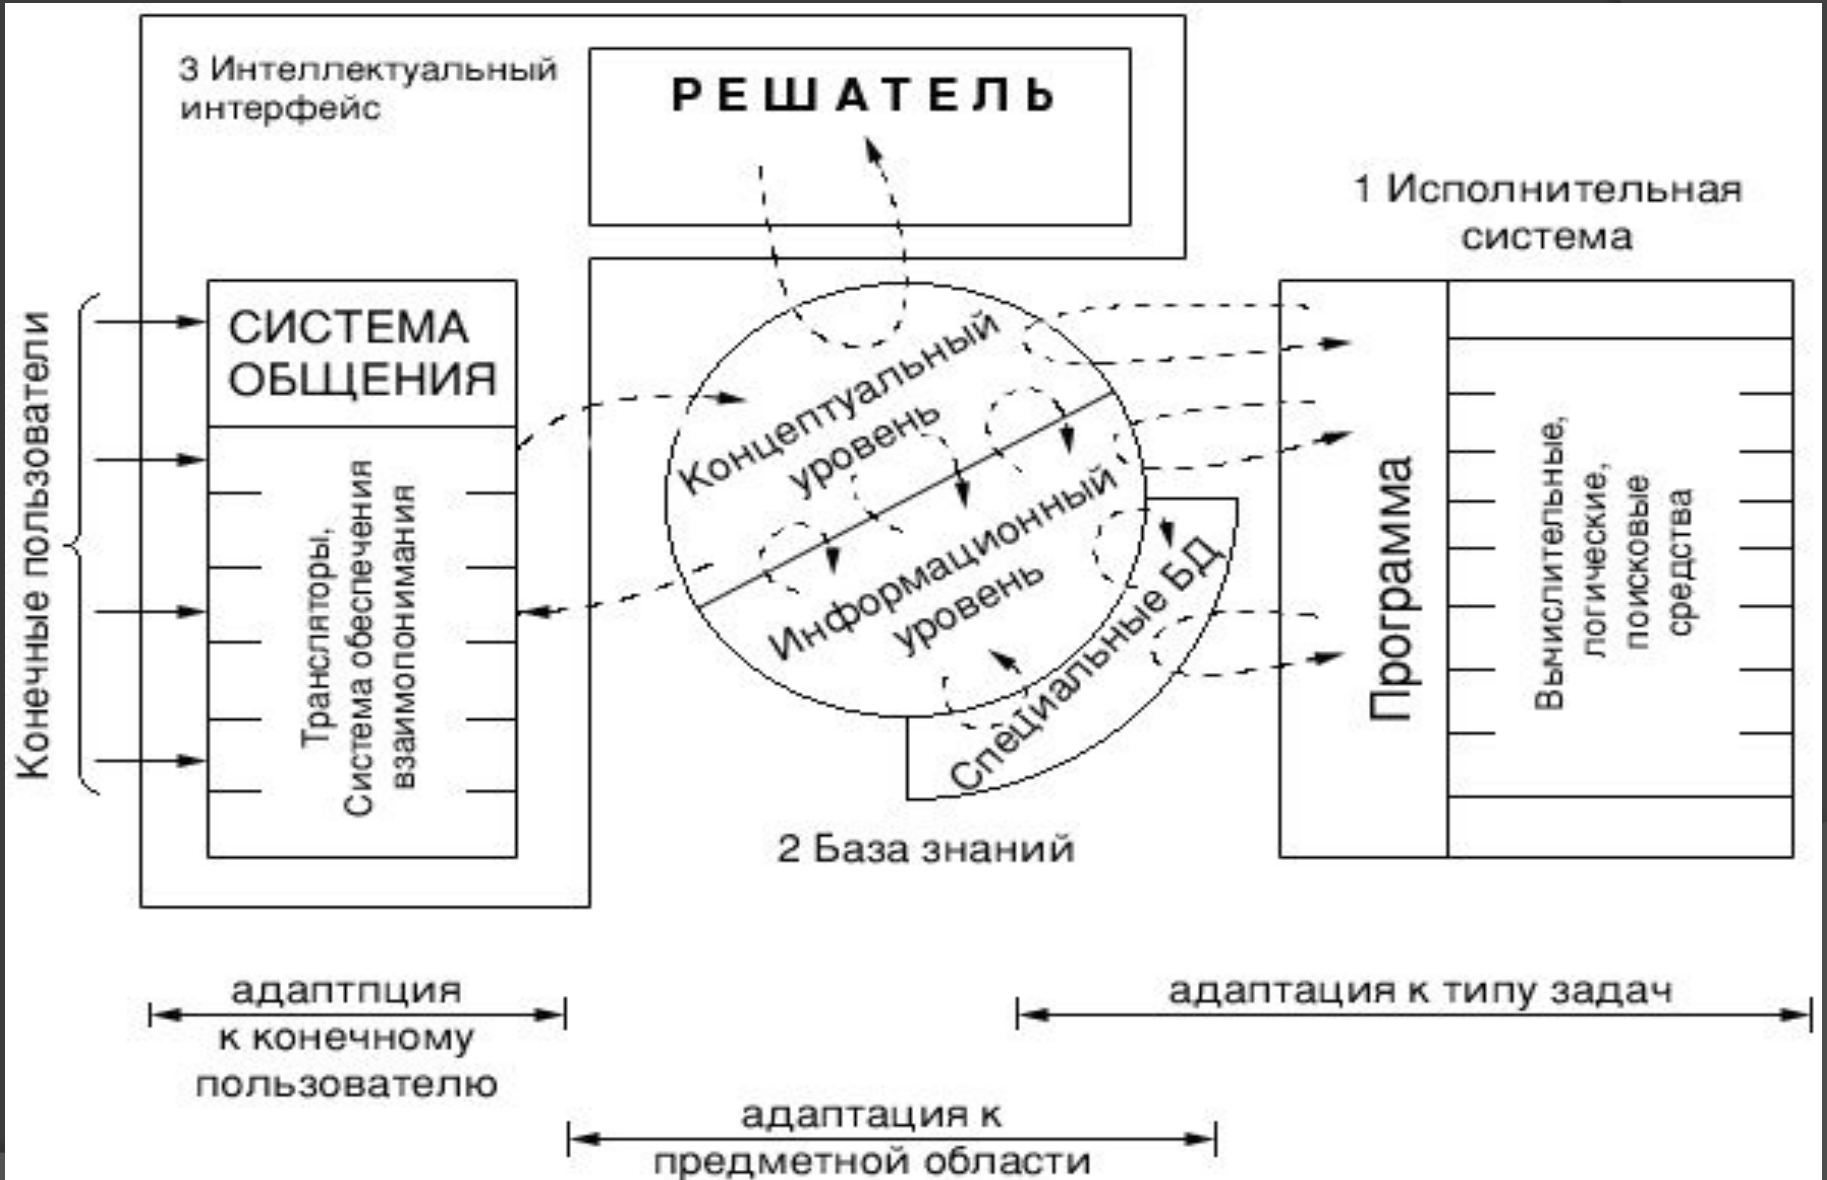 3 Интеллектуальный
интерфейс
РЕШАТЕЛЬ
1 Исполнительная
система
Конечные пользователи
СИСТЕМА
ОБЩЕНИЯ
Трансляторы,
Система обеспечения
взаимопонимания
Концептуальный
уровень
Информационный
уровень
Специальные БД
2 База знаний
Программа
Вычислительные,
логические,
поисковые
средства
адаптпция
к конечному
пользователю
адаптация к типу задач
адаптация к
предметной области